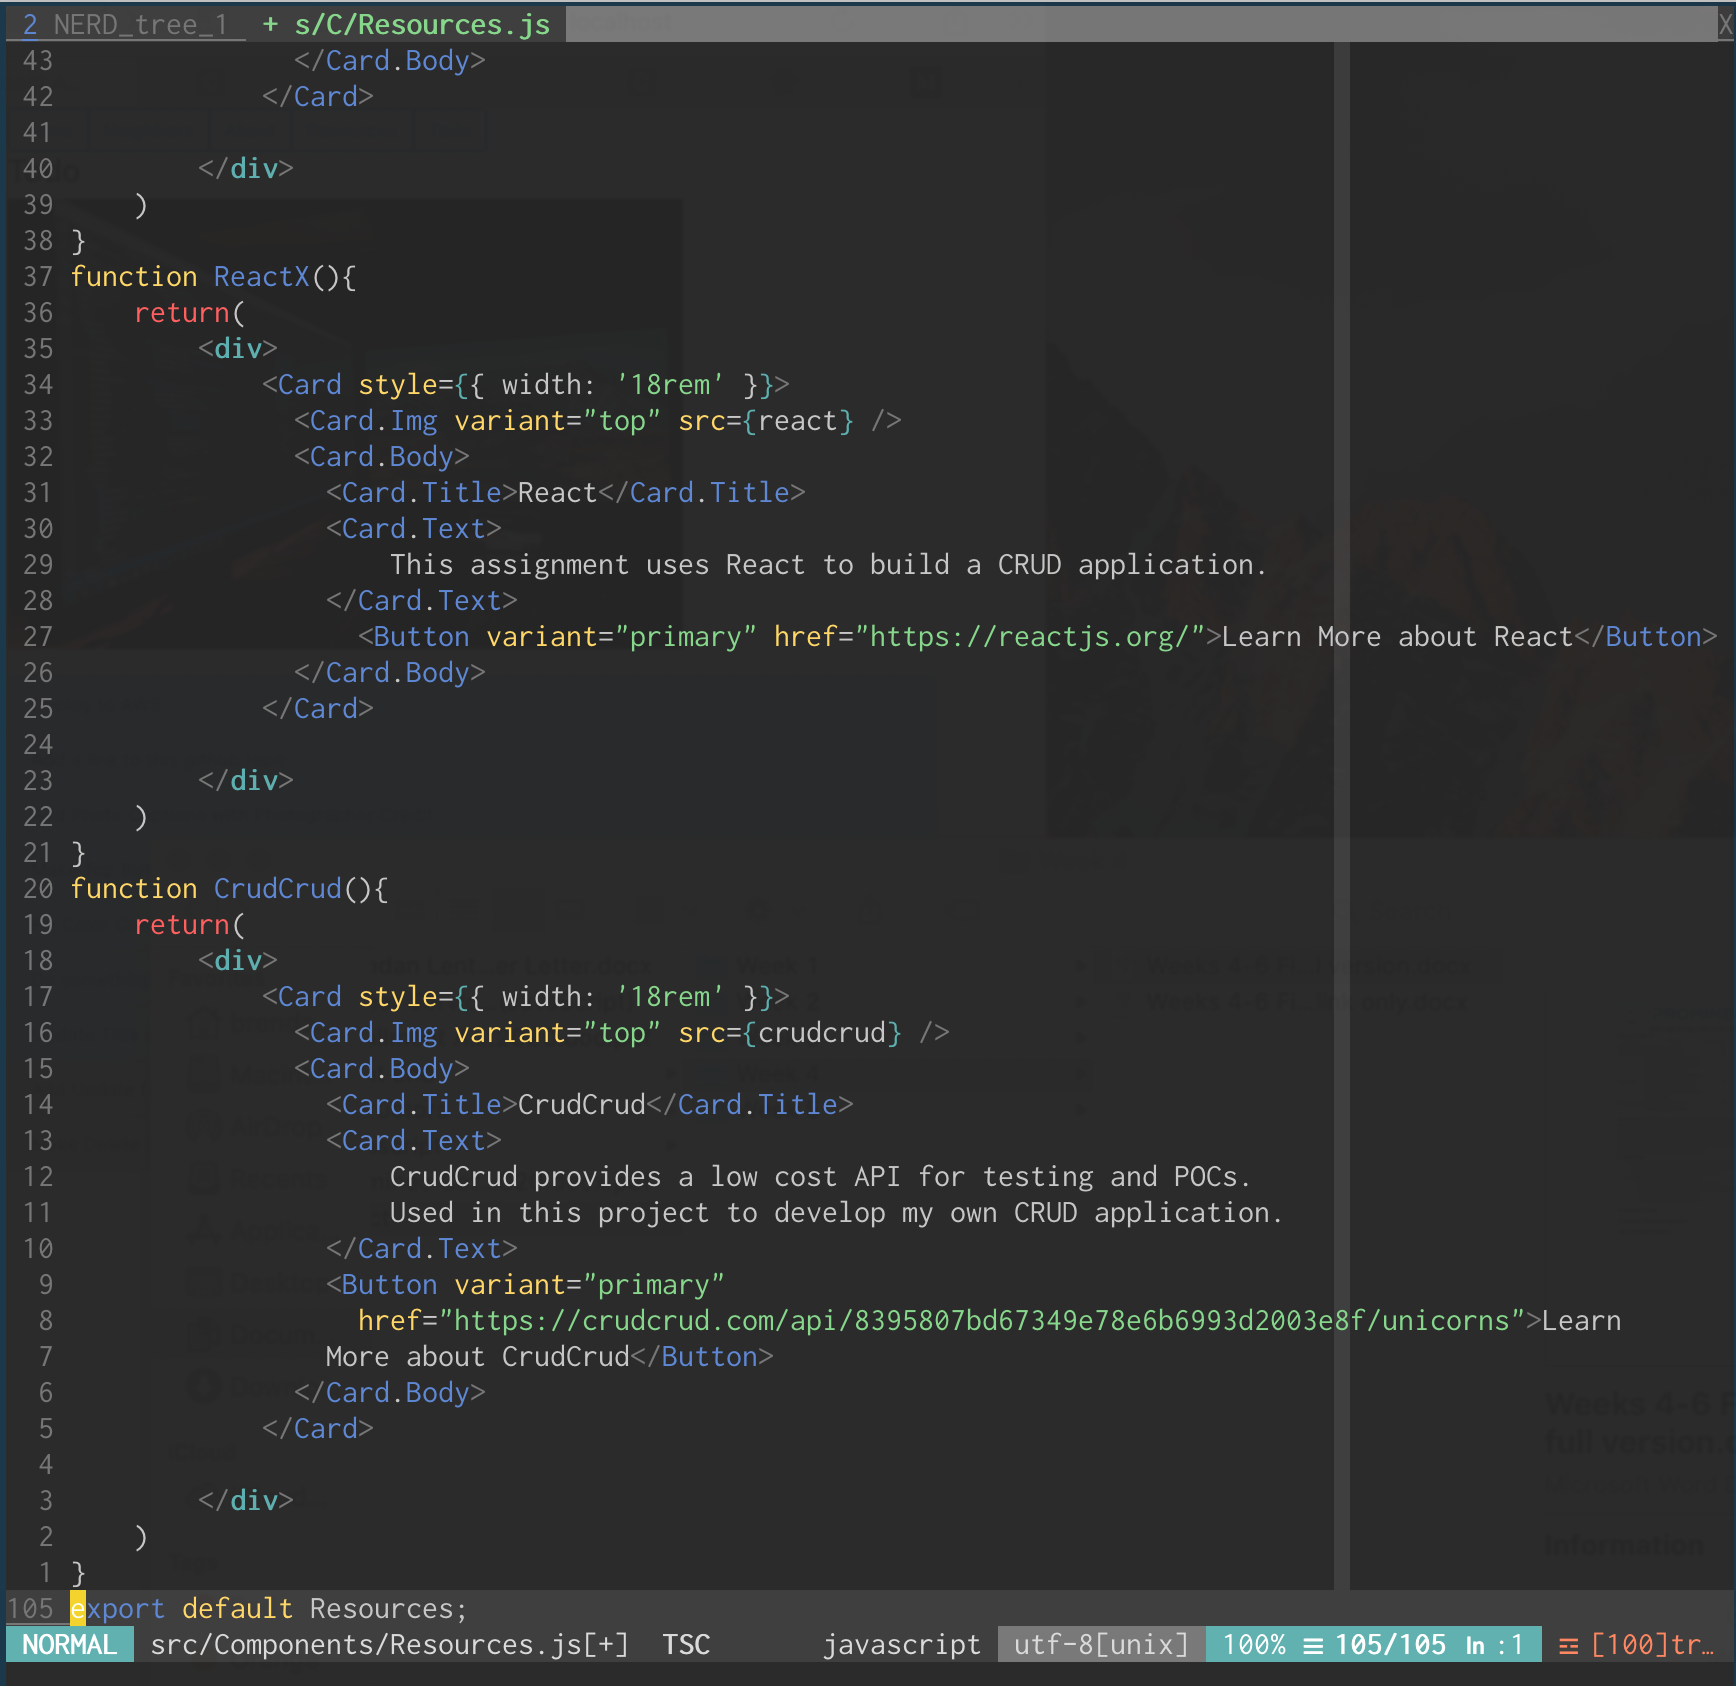 2 NERD_tree_1 + s/C/Resources.js X
43 </Card.Body>
42 </Card>
41
40 </div>
39 )
38 }
37 function ReactX(){
36 return(
35 <div>
34 <Card style={{ width: '18rem' }}>
33 <Card.Img variant="top" src={react} />
32 <Card.Body>
31 <Card.Title>React</Card.Title>
30 <Card.Text>
29 This assignment uses React to build a CRUD application.
28 </Card.Text>
27 <Button variant="primary" href="https://reactjs.org/">Learn More about React</Button>
26 </Card.Body>
25 </Card>
24
23 </div>
22 )
21 }
20 function CrudCrud(){
19 return(
18 <div>
17 <Card style={{ width: '18rem' }}>
16 <Card.Img variant="top" src={crudcrud} />
15 <Card.Body>
14 <Card.Title>CrudCrud</Card.Title>
13 <Card.Text>
12 CrudCrud provides a low cost API for testing and POCs.
11 Used in this project to develop my own CRUD application.
10 </Card.Text>
9 <Button variant="primary"
8 href="https://crudcrud.com/api/8395807bd67349e78e6b6993d2003e8f/unicorns">Learn
7 More about CrudCrud</Button>
6 </Card.Body>
5 </Card>
4
3 </div>
2 )
1 }
105 export default Resources;
NORMAL src/Components/Resources.js[+] TSC javascript utf-8[unix] 100% ☰ 105/105 ln :1 ☲ [100]tr…